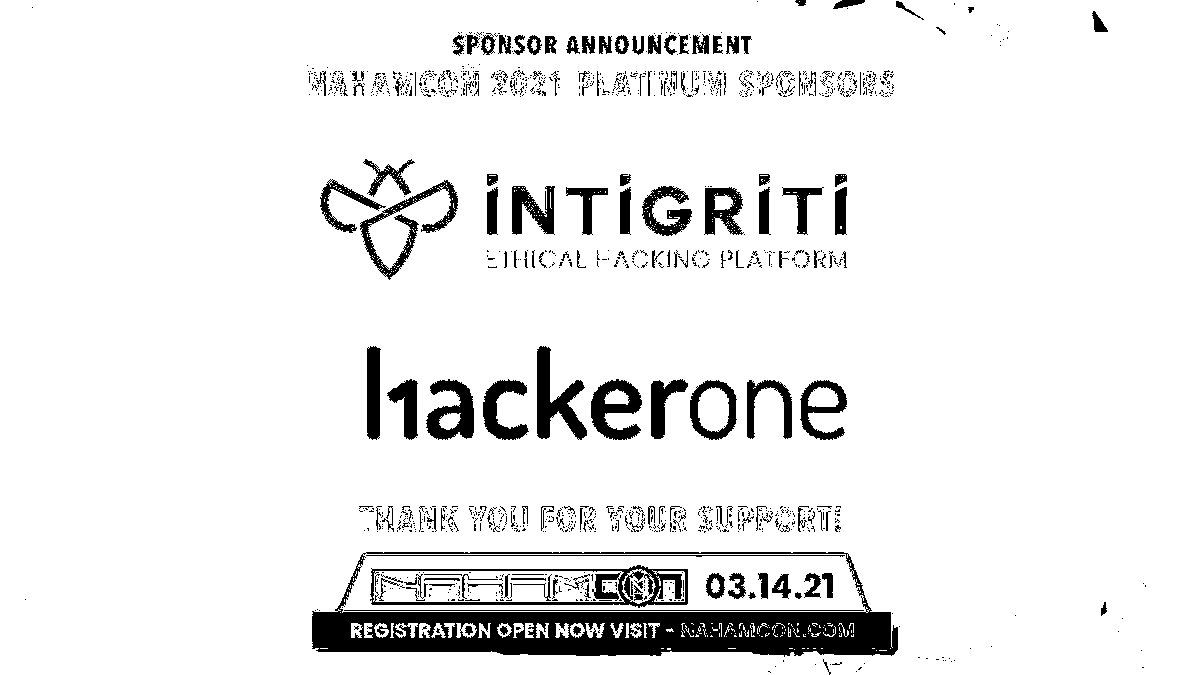 SPONSOR ANNOUNCEMENT
NAHAMCON 2021 PLATINUM SPONSORS
INTIGRITI
ETHICAL HACKING PLATFORM
hackerone
THANK YOU FOR YOUR SUPPORT!
NAHAMCON 03.14.21
REGISTRATION OPEN NOW VISIT - NAHAMCON.COM